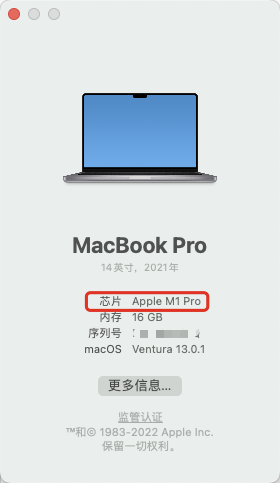 MacBook Pro
14英寸，2021年
芯片 Apple M1 Pro
内存 16 GB
序列号
macOS Ventura 13.0.1
更多信息...
监管认证
™和© 1983-2022 Apple Inc.
保留一切权利。